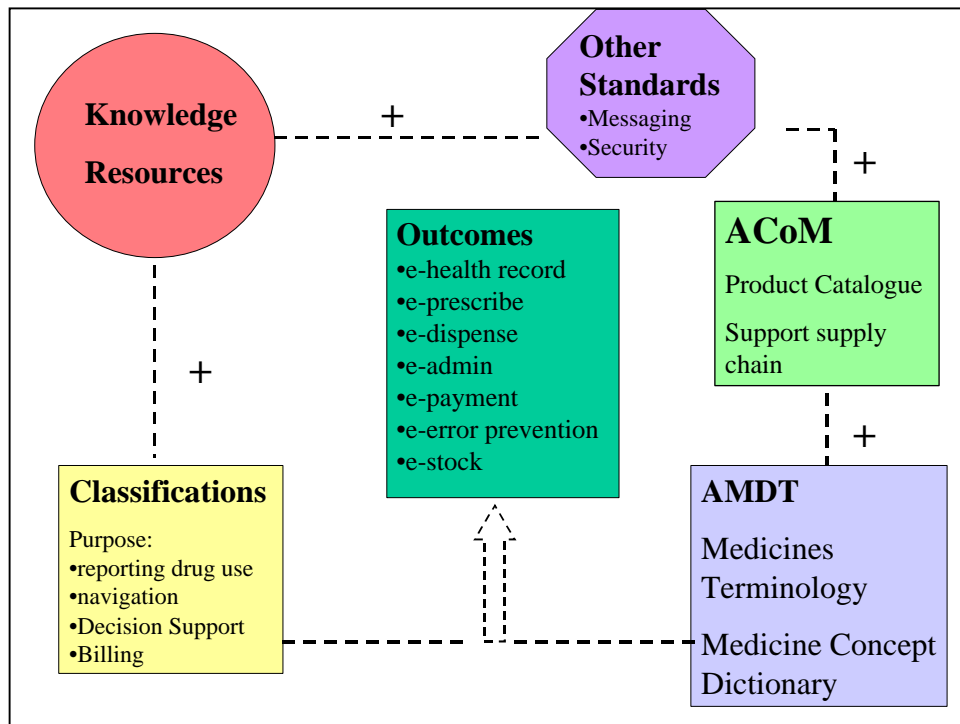 Knowledge
Resources
+
Other
Standards
•Messaging
•Security
+
ACoM
Product Catalogue
Support supply
chain
Outcomes
•e-health record
•e-prescribe
•e-dispense
•e-admin
•e-payment
•e-error prevention
•e-stock
+
+
Classifications
Purpose:
•reporting drug use
•navigation
•Decision Support
•Billing
AMDT
Medicines
Terminology
Medicine Concept
Dictionary